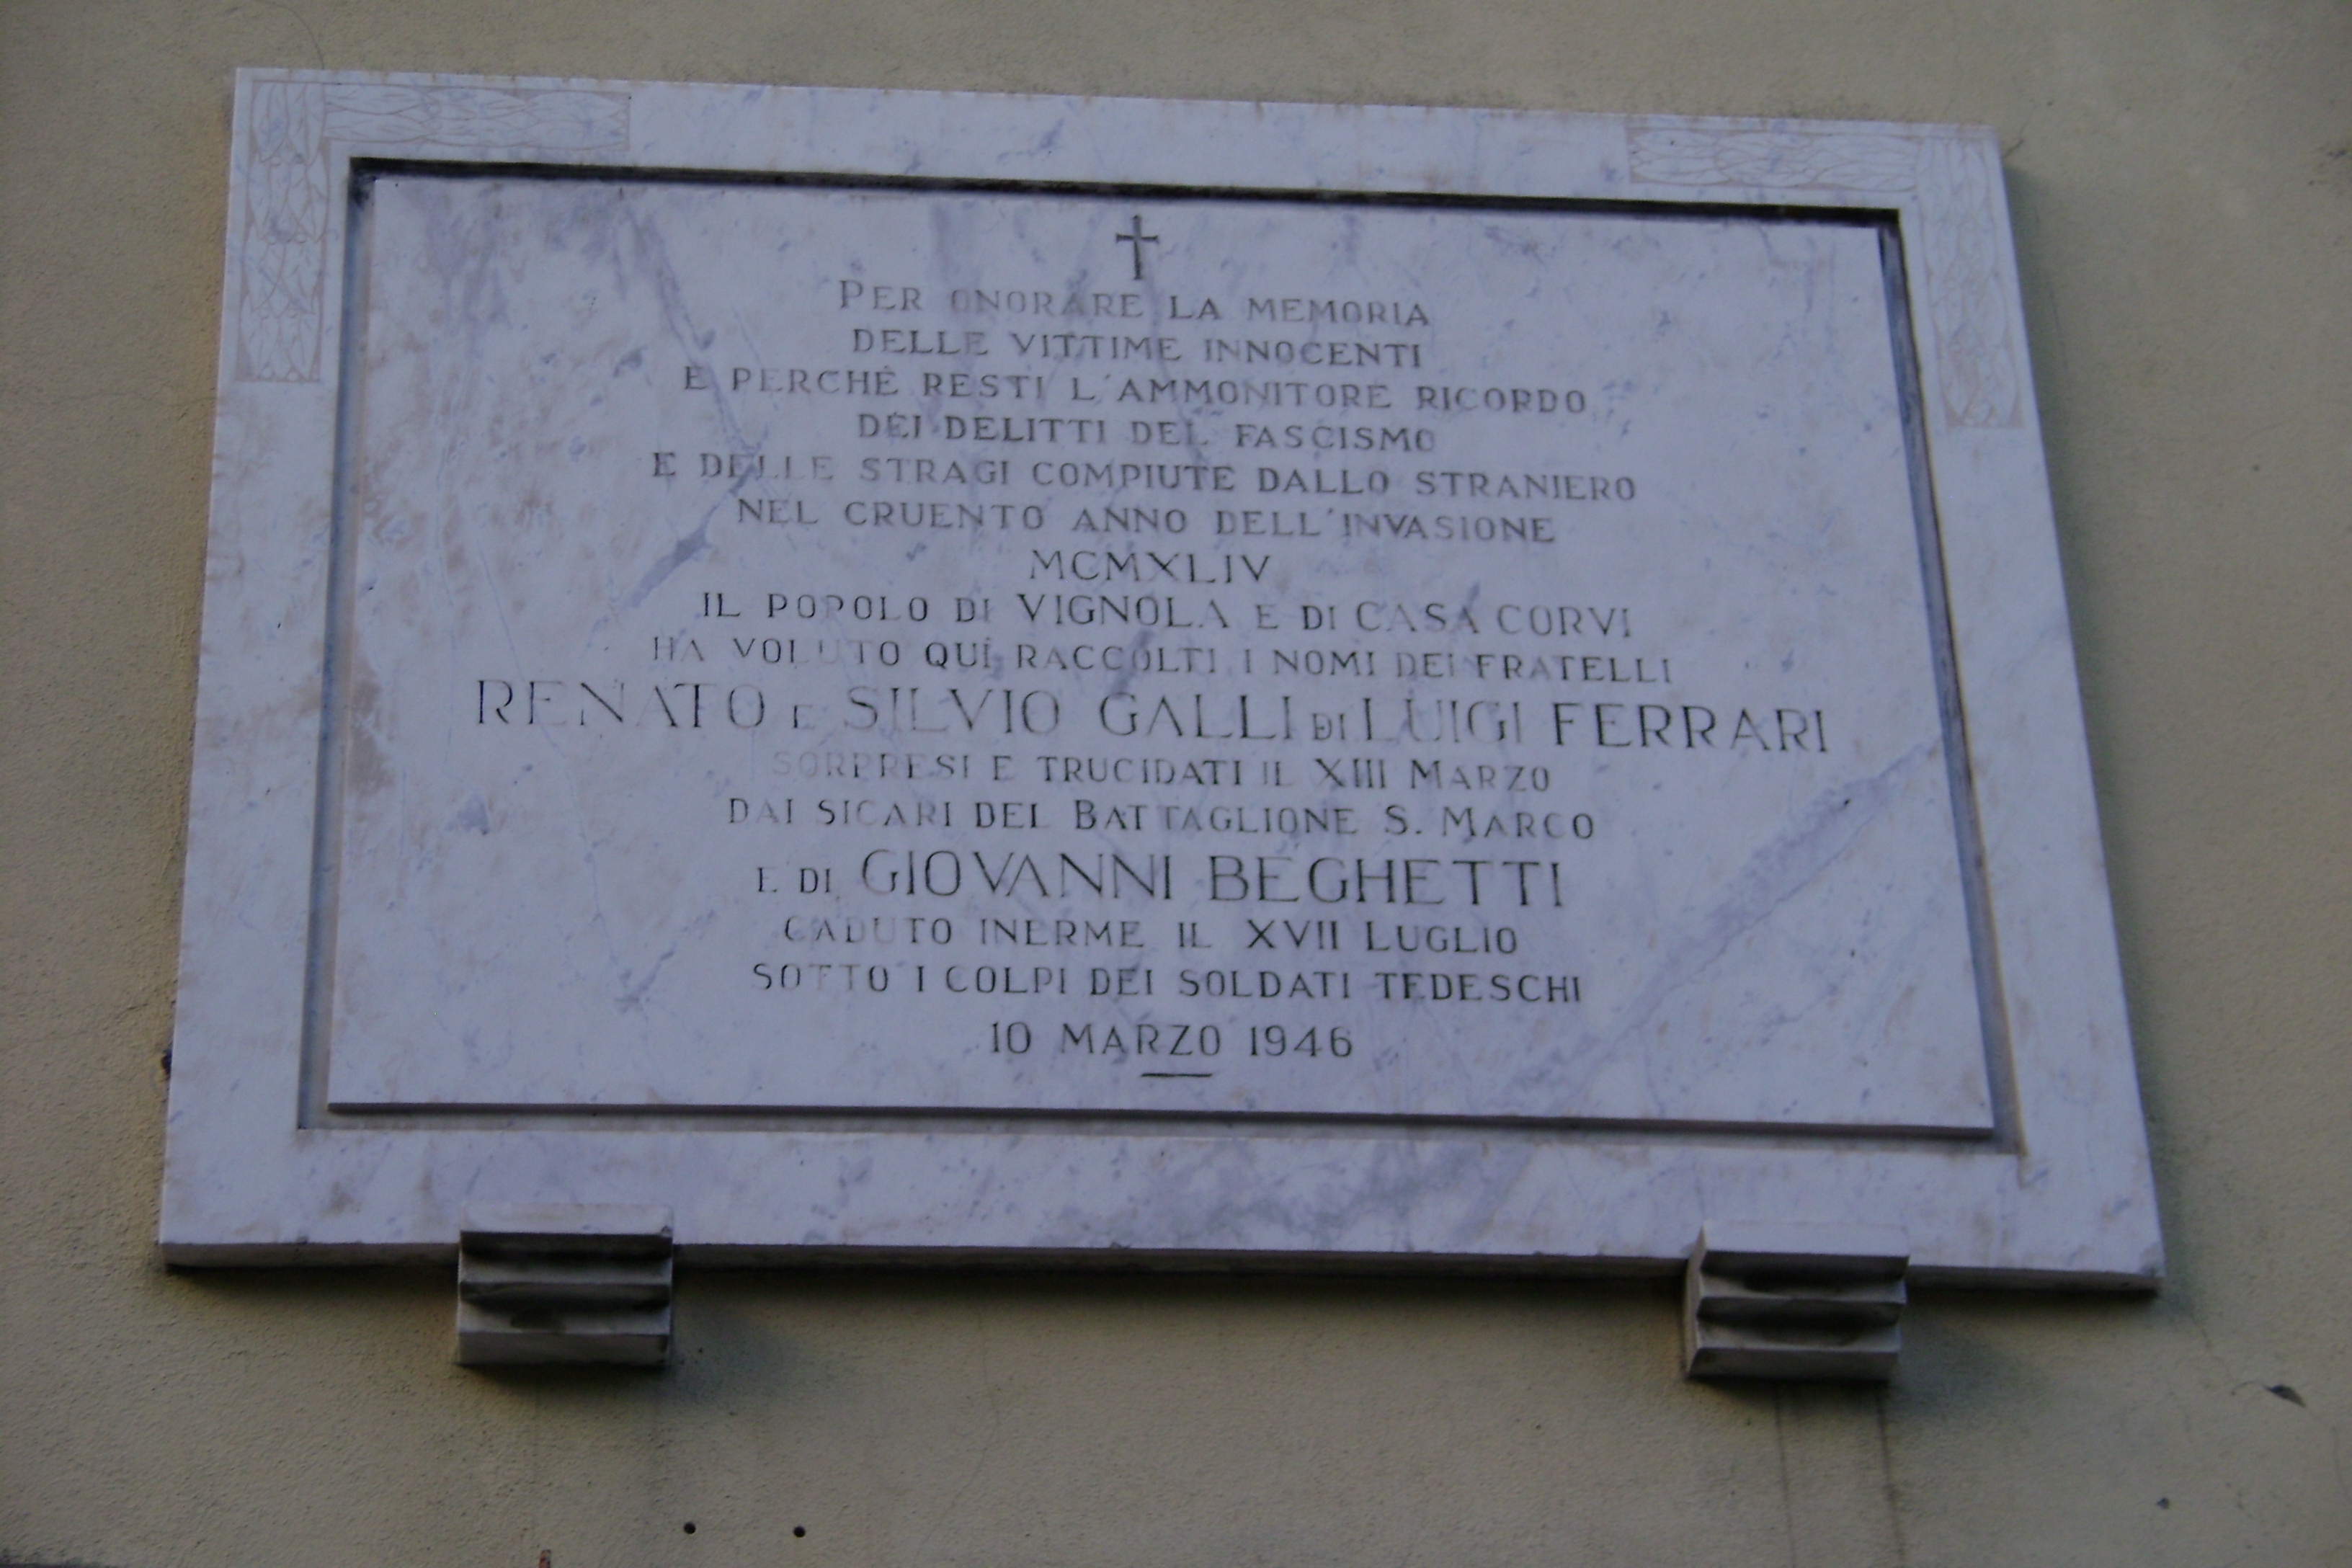 PER ONORARE LA MEMORIA
DELLE VITTIME INNOCENTI
E PERCHÉ RESTI L'AMMONITORE RICORDO
DEI DELITTI DEL FASCISMO
E DELLE STRAGI COMPIUTE DALLO STRANIERO
NEL CRUENTO ANNO DELL'INVASIONE
MCMXLIV
IL POPOLO DI VIGNOLA E DI CASA CORVI
HA VOLUTO QUI RACCOLTI I NOMI DEI FRATELLI
RENATO E SILVIO GALLI DI LUIGI FERRARI
SORPRESI E TRUCIDATI IL XIII MARZO
DAI SICARI DEL BATTAGLIONE S. MARCO
E DI GIOVANNI BEGHETTI
CADUTO INERME IL XVII LUGLIO
SOTTO I COLPI DEI SOLDATI TEDESCHI
10 MARZO 1946